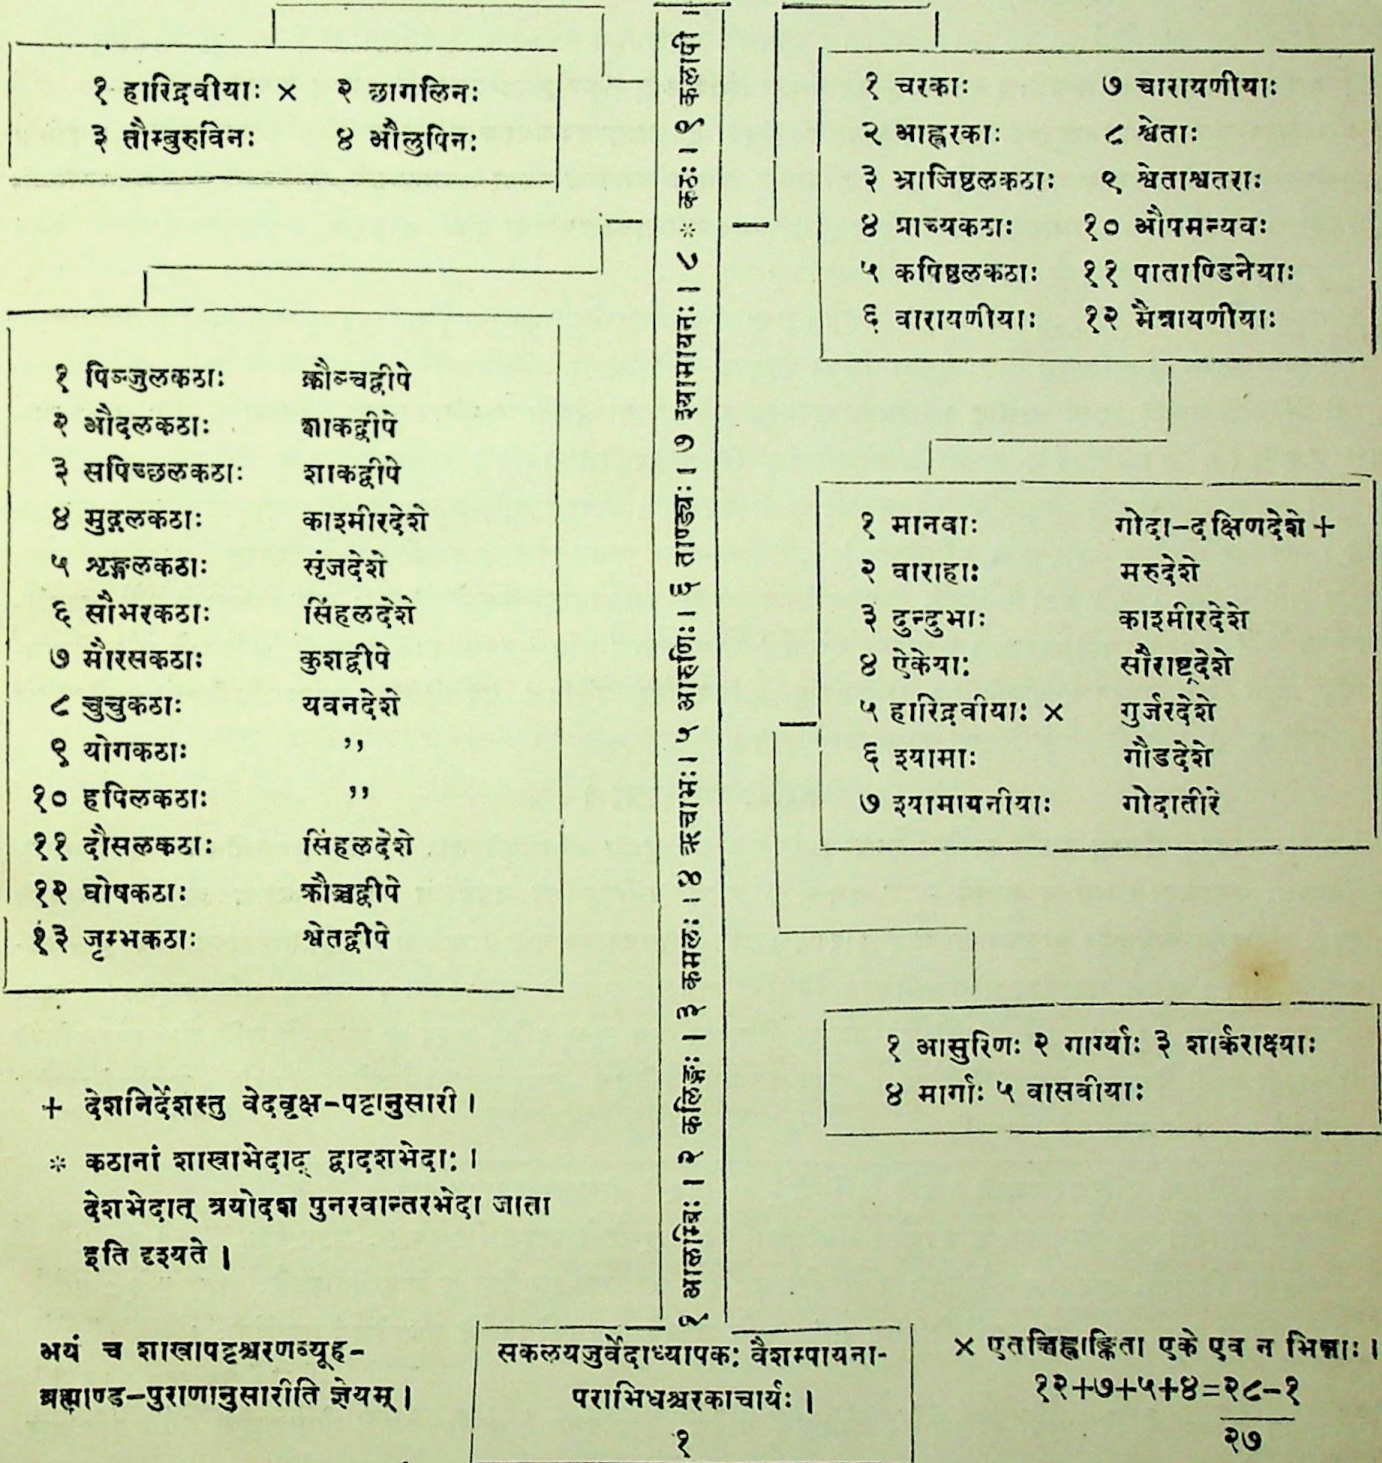 १ हारिद्रवीयाः × २ छागलिनः
३ तौम्बुरुविनः ४ औलुपिनः
१ चरकाः ७ चारायणीयाः
२ आह्वरकाः ८ श्वेताः
३ भ्राजिष्ठलकठाः ९ श्वेताश्वतराः
४ प्राच्यकठाः १० औपमन्यवः
५ कपिष्ठलकठाः ११ पाताण्डिनेयाः
६ वारायणीयाः १२ मैत्रायणीयाः
१ पिञ्जुलकठाः क्रौञ्चद्वीपे
२ औदलकठाः शाकद्वीपे
३ सपिच्छलकठाः शाकद्वीपे
४ मुद्गलकठाः काश्मीरदेशे
५ शृङ्गलकठाः सृंजदेशे
६ सौभरकठाः सिंहलदेशे
७ मौरसकठाः कुशद्वीपे
८ चुचुकठाः यवनदेशे
९ योगकठाः ,,
१० हपिलकठाः ,,
११ दौसलकठाः सिंहलदेशे
१२ घोषकठाः क्रौञ्चद्वीपे
१३ जृम्भकठाः श्वेतद्वीपे
१ मानवाः गोदा-दक्षिणदेशे +
२ वाराहाः मरुदेशे
३ दुन्दुभाः काश्मीरदेशे
४ ऐकेयाः सौराष्ट्रदेशे
५ हारिद्रवीयाः × गुर्जरदेशे
६ श्यामाः गौडदेशे
७ श्यामायनीयाः गोदातीरे
१ आसुरिणः २ गार्ग्याः ३ शार्कराक्ष्याः
४ मार्गाः ५ वासवीयाः
१ आलम्बिः । २ कलिङ्गः । ३ कमलः । ४ ऋचाभः । ५ आरुणिः । ६ ताण्ड्यः । ७ श्यामायनः । ८ * कठः । ९ कलापी ।
+ देशनिर्देशस्तु वेदवृक्ष-पट्टानुसारी ।
* कठानां शाखाभेदाद् द्वादशभेदाः ।
देशभेदात् त्रयोदश पुनरवान्तरभेदा जाता
इति दृश्यते ।
अयं च शाखापट्टश्चरणव्यूह-
ब्रह्माण्ड-पुराणानुसारीति ज्ञेयम् ।
सकलयजुर्वेदाध्यापकः वैशम्पायना-
पराभिधश्चरकाचार्यः ।
१
× एतच्चिह्नाङ्किता एके एव न भिन्नाः ।
१२+७+५+४=२८-१
२७